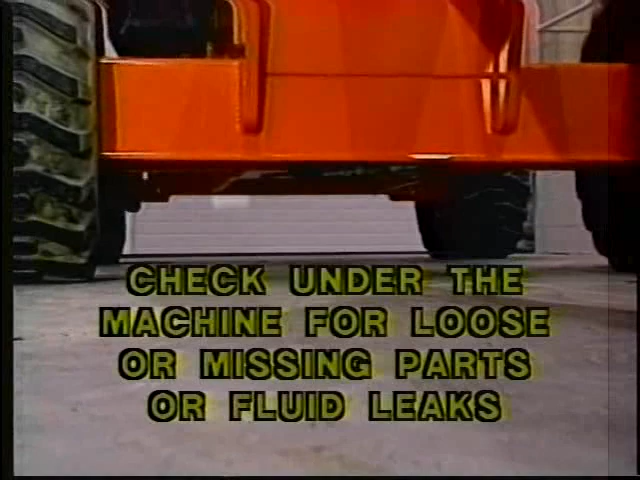 CHECK UNDER THE
MACHINE FOR LOOSE
OR MISSING PARTS
OR FLUID LEAKS